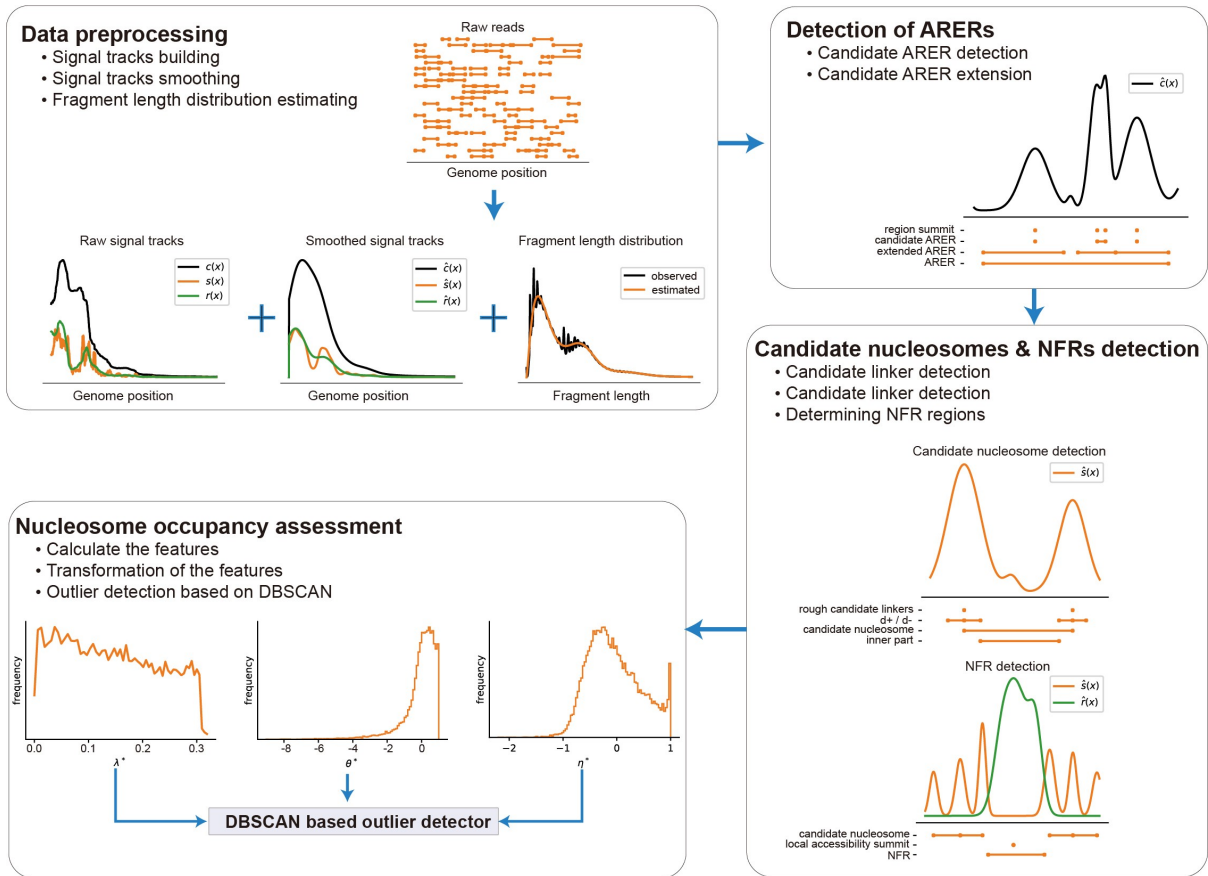 Data preprocessing
• Signal tracks building
• Signal tracks smoothing
• Fragment length distribution estimating
Raw reads
Genome position
Raw signal tracks
c(x)
s(x)
r(x)
Genome position
Smoothed signal tracks
ĉ(x)
ŝ(x)
r̂(x)
Genome position
Fragment length distribution
observed
estimated
Fragment length
Detection of ARERs
• Candidate ARER detection
• Candidate ARER extension
ĉ(x)
region summit -
candidate ARER -
extended ARER -
ARER -
Candidate nucleosomes & NFRs detection
• Candidate linker detection
• Candidate linker detection
• Determining NFR regions
Candidate nucleosome detection
ŝ(x)
rough candidate linkers -
d+ / d- -
candidate nucleosome -
inner part -
NFR detection
ŝ(x)
r̂(x)
candidate nucleosome -
local accessibility summit -
NFR -
Nucleosome occupancy assessment
• Calculate the features
• Transformation of the features
• Outlier detection based on DBSCAN
frequency
0.0 0.1 0.2 0.3
λ*
frequency
-8 -6 -4 -2 0
θ*
frequency
-2 -1 0 1
η*
DBSCAN based outlier detector